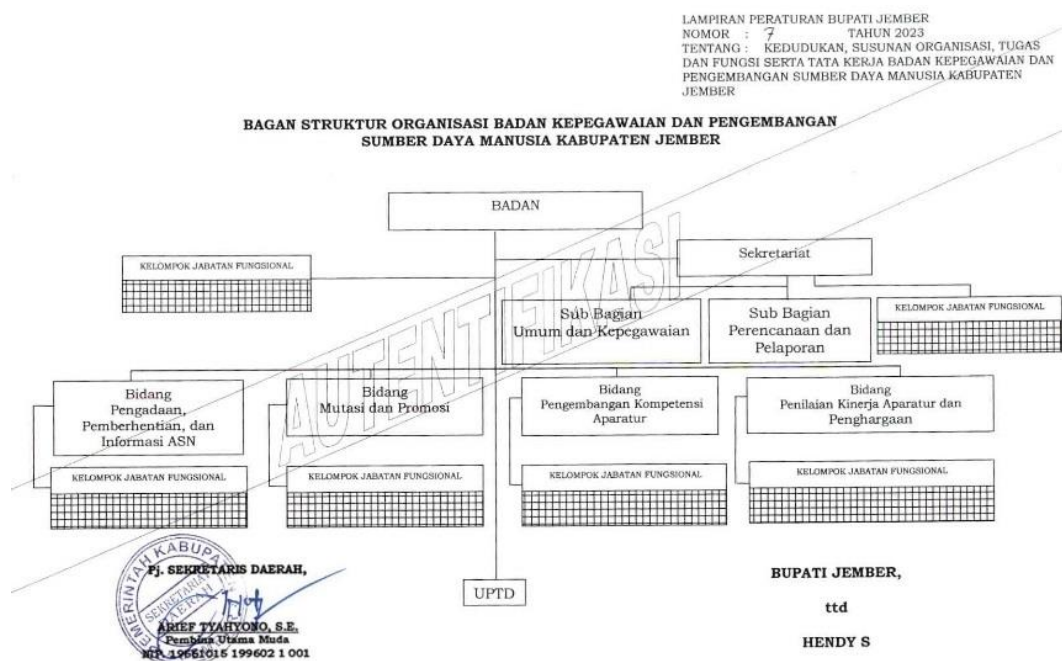 LAMPIRAN PERATURAN BUPATI JEMBER
NOMOR : 7 TAHUN 2023
TENTANG : KEDUDUKAN, SUSUNAN ORGANISASI, TUGAS
DAN FUNGSI SERTA TATA KERJA BADAN KEPEGAWAIAN DAN
PENGEMBANGAN SUMBER DAYA MANUSIA KABUPATEN
JEMBER
BAGAN STRUKTUR ORGANISASI BADAN KEPEGAWAIAN DAN PENGEMBANGAN
SUMBER DAYA MANUSIA KABUPATEN JEMBER
BADAN
Sekretariat
KELOMPOK JABATAN FUNGSIONAL
Sub Bagian
Umum dan Kepegawaian
Sub Bagian
Perencanaan dan
Pelaporan
KELOMPOK JABATAN FUNGSIONAL
AUTENTIFIKASI
Bidang
Pengadaan,
Pemberhentian, dan
Informasi ASN
Bidang
Mutasi dan Promosi
Bidang
Pengembangan Kompetensi
Aparatur
Bidang
Penilaian Kinerja Aparatur dan
Penghargaan
KELOMPOK JABATAN FUNGSIONAL
KELOMPOK JABATAN FUNGSIONAL
KELOMPOK JABATAN FUNGSIONAL
KELOMPOK JABATAN FUNGSIONAL
UPTD
PEMERINTAH KABUPATEN
SEKRETARIAT
DAERAH
Pj. SEKRETARIS DAERAH,
ARIEF TYAHYONO, S.E.
Pembina Utama Muda
NIP. 19661015 199602 1 001
BUPATI JEMBER,
ttd
HENDY S